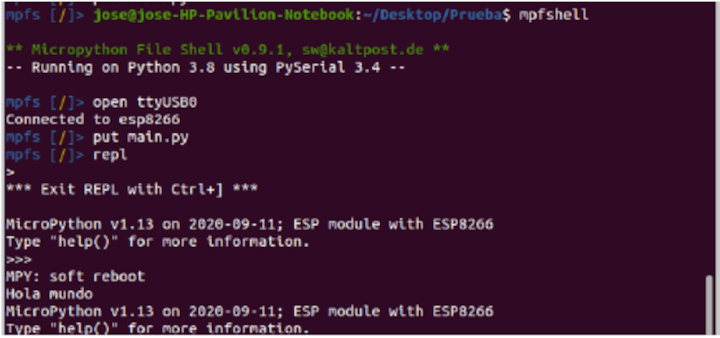 mpfs [/]> jose@jose-HP-Pavilion-Notebook:~/Desktop/Prueba$ mpfshell
** Micropython File Shell v0.9.1, sw@kaltpost.de **
-- Running on Python 3.8 using PySerial 3.4 --
mpfs [/]> open ttyUSB0
Connected to esp8266
mpfs [/]> put main.py
mpfs [/]> repl
>
*** Exit REPL with Ctrl+] ***
MicroPython v1.13 on 2020-09-11; ESP module with ESP8266
Type "help()" for more information.
>>>
MPY: soft reboot
Hola mundo
MicroPython v1.13 on 2020-09-11; ESP module with ESP8266
Type "help()" for more information.